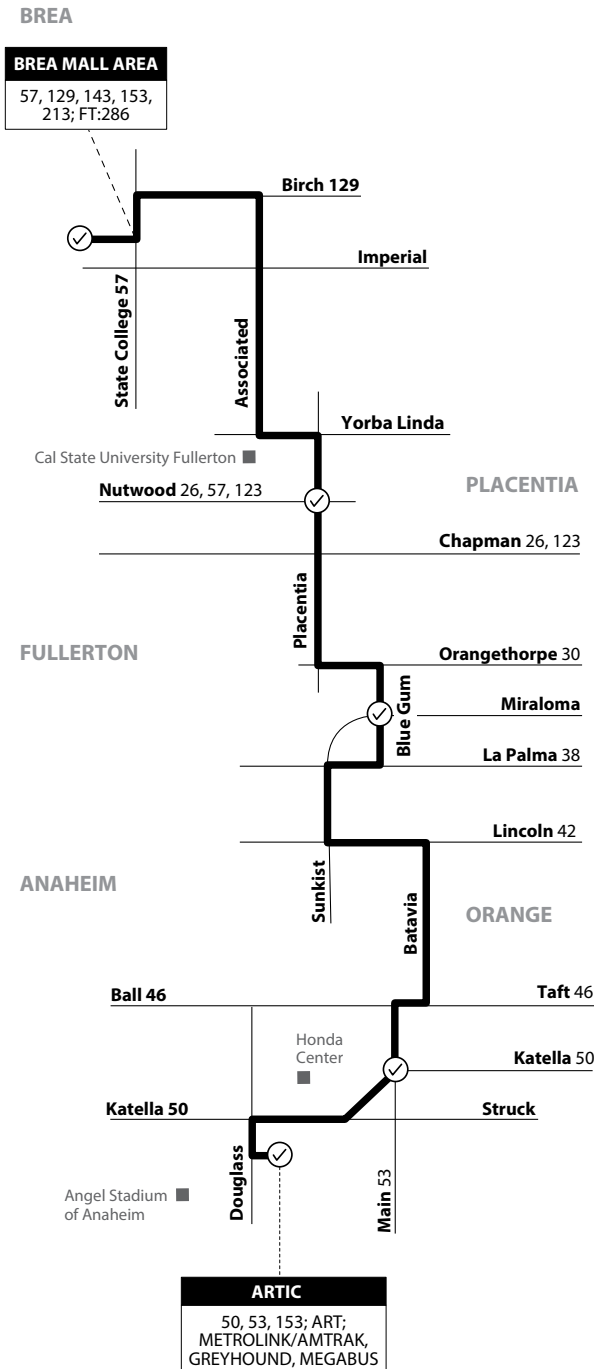 BREA
BREA MALL AREA
57, 129, 143, 153,
213; FT:286
Birch 129
Imperial
State College 57
Associated
Yorba Linda
Cal State University Fullerton
Nutwood 26, 57, 123
PLACENTIA
Chapman 26, 123
Placentia
FULLERTON
Orangethorpe 30
Blue Gum
Miraloma
La Palma 38
Lincoln 42
Sunkist
ANAHEIM
Batavia
ORANGE
Ball 46
Taft 46
Honda
Center
Katella 50
Katella 50
Struck
Douglass
Main 53
Angel Stadium
of Anaheim
ARTIC
50, 53, 153; ART;
METROLINK/AMTRAK,
GREYHOUND, MEGABUS